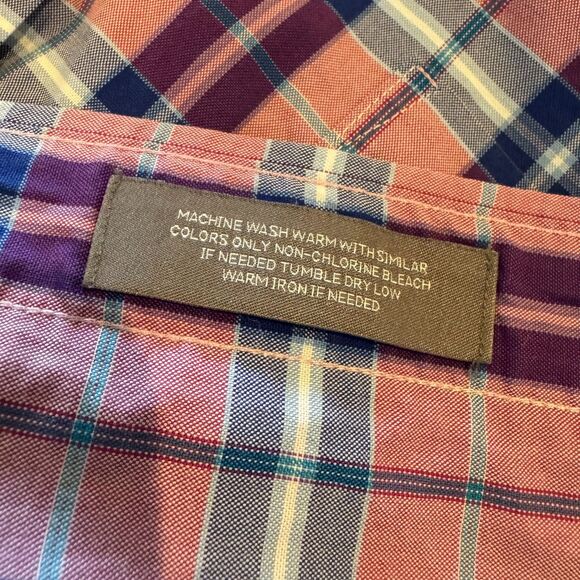 MACHINE WASH WARM WITH SIMILAR
COLORS ONLY NON-CHLORINE BLEACH
IF NEEDED TUMBLE DRY LOW
WARM IRON IF NEEDED